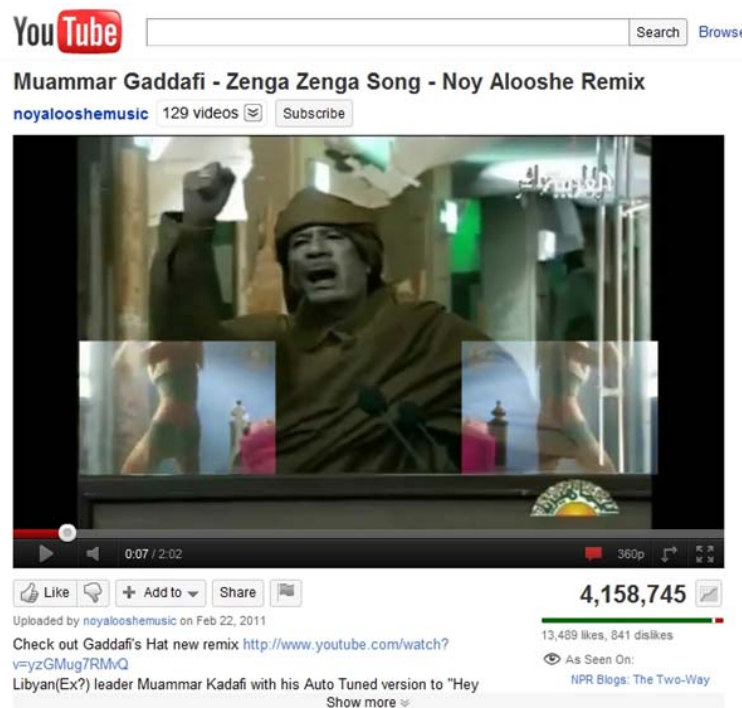 You Tube
Search Browse
Muammar Gaddafi - Zenga Zenga Song - Noy Alooshe Remix
noyalooshemusic 129 videos Subscribe
0:07 / 2:02 360p
Like Add to Share 4,158,745
Uploaded by noyalooshemusic on Feb 22, 2011
13,489 likes, 841 dislikes
Check out Gaddafi's Hat new remix http://www.youtube.com/watch?
v=yzGMug7RMvQ
As Seen On:
NPR Blogs: The Two-Way
Libyan(Ex?) leader Muammar Kadafi with his Auto Tuned version to "Hey
Show more